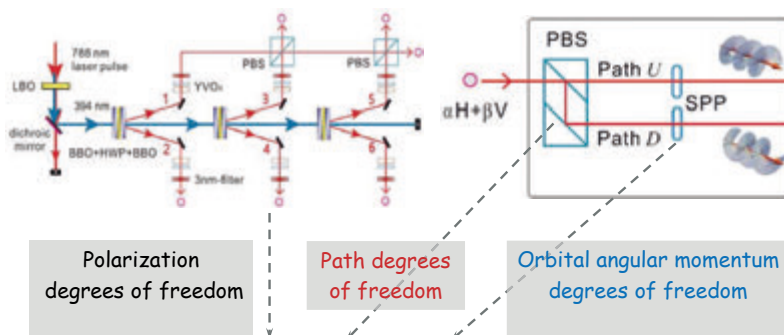 788 nm
laser pulse
LBO
394 nm
dichroic
mirror
BBO+HWP+BBO
1
2
3
4
5
6
YVO₄
3nm-filter
PBS
PBS
PBS
αH+βV
Path U
SPP
Path D
Polarization
degrees of freedom
Path degrees
of freedom
Orbital angular momentum
degrees of freedom